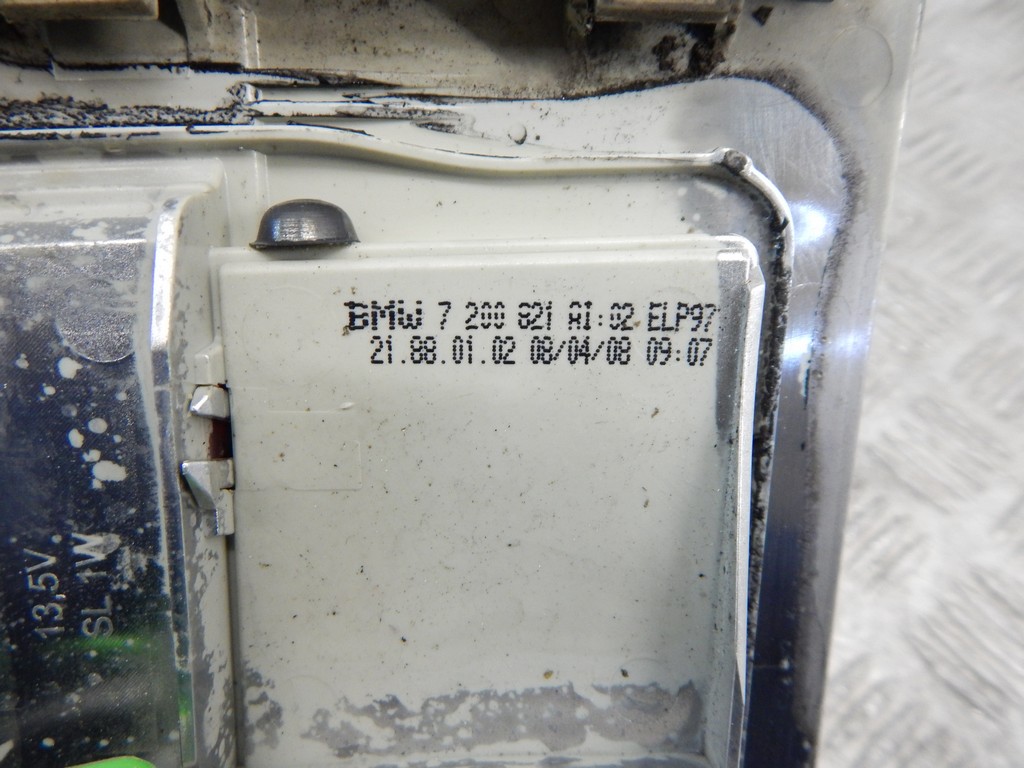 BMW 7 200 821 AI:02 ELP97
21.88.01.02 08/04/08 09:07
13,5V
SL 1W